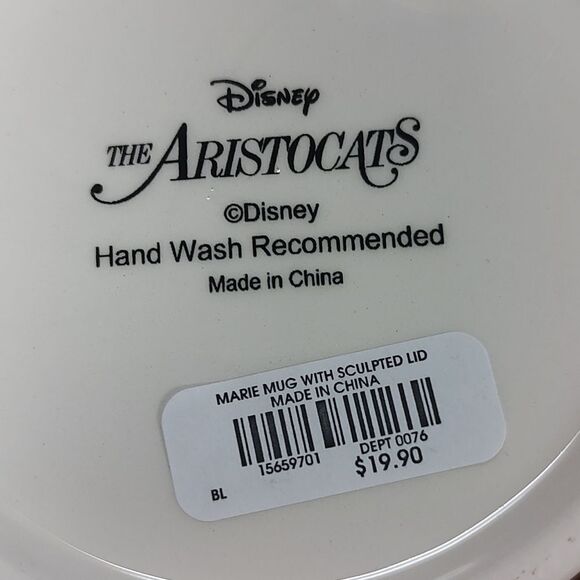 Disney
THE ARISTOCATS
©Disney
Hand Wash Recommended
Made in China
MARIE MUG WITH SCULPTED LID
MADE IN CHINA
15659701 DEPT 0076
BL $19.90